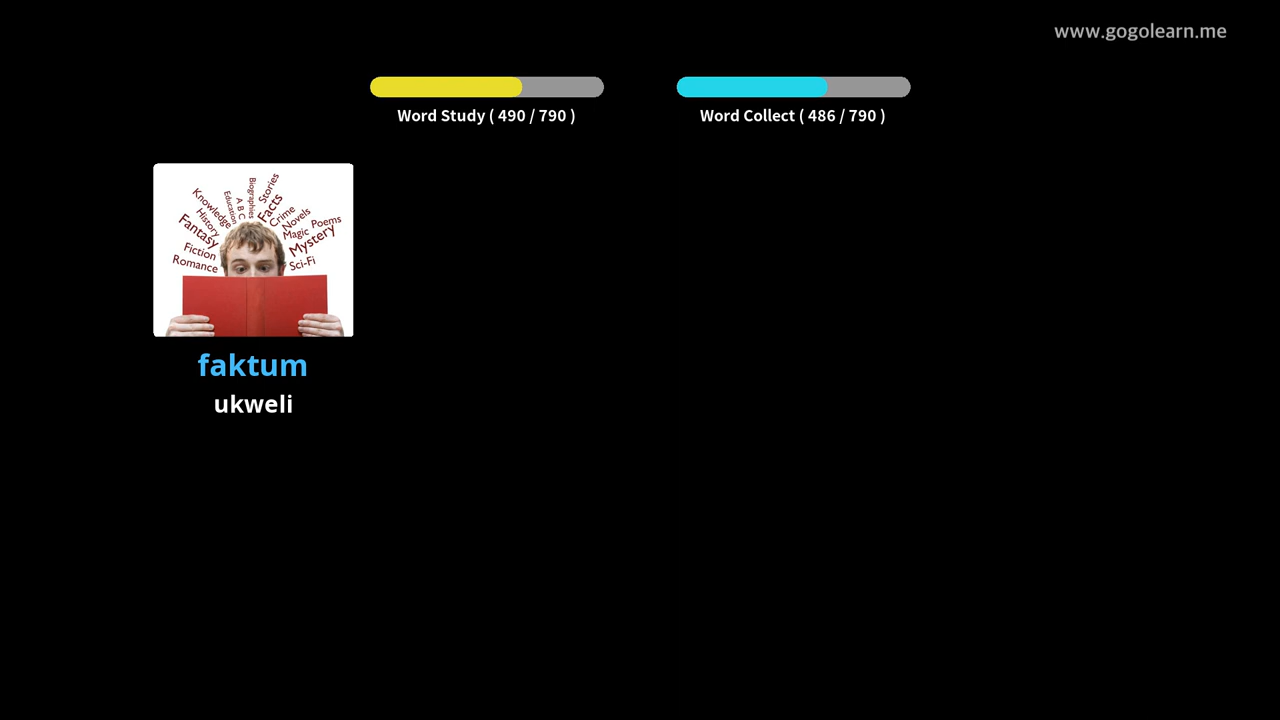 www.gogolearn.me
Word Study ( 490 / 790 )
Word Collect ( 486 / 790 )
Biographies
Stories
Education
A B C
Facts
Knowledge
Crime
History
Novels
Fantasy
Magic
Poems
Fiction
Mystery
Romance
Sci-Fi
faktum
ukweli